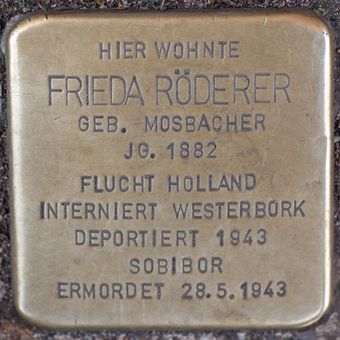 HIER WOHNTE
FRIEDA RÖDERER
GEB. MOSBACHER
JG. 1882
FLUCHT HOLLAND
INTERNIERT WESTERBORK
DEPORTIERT 1943
SOBIBOR
ERMORDET 28.5.1943